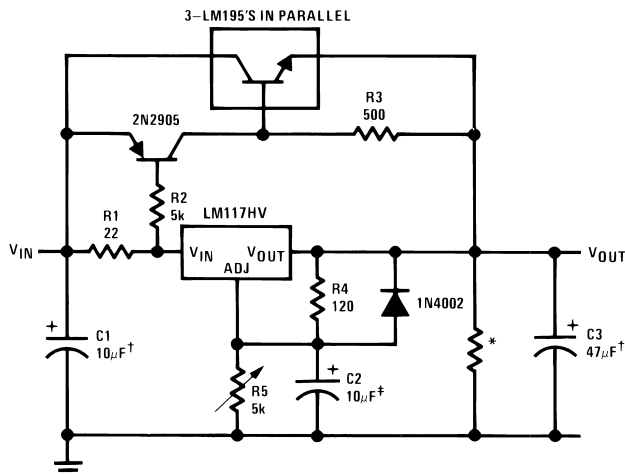 3–LM195'S IN PARALLEL
2N2905
R3
500
R2
5k
LM117HV
R1
22
VIN
VIN
VOUT
ADJ
VOUT
R4
120
1N4002
+
C1
10μF†
R5
5k
+
C2
10μF‡
*
+
C3
47μF†